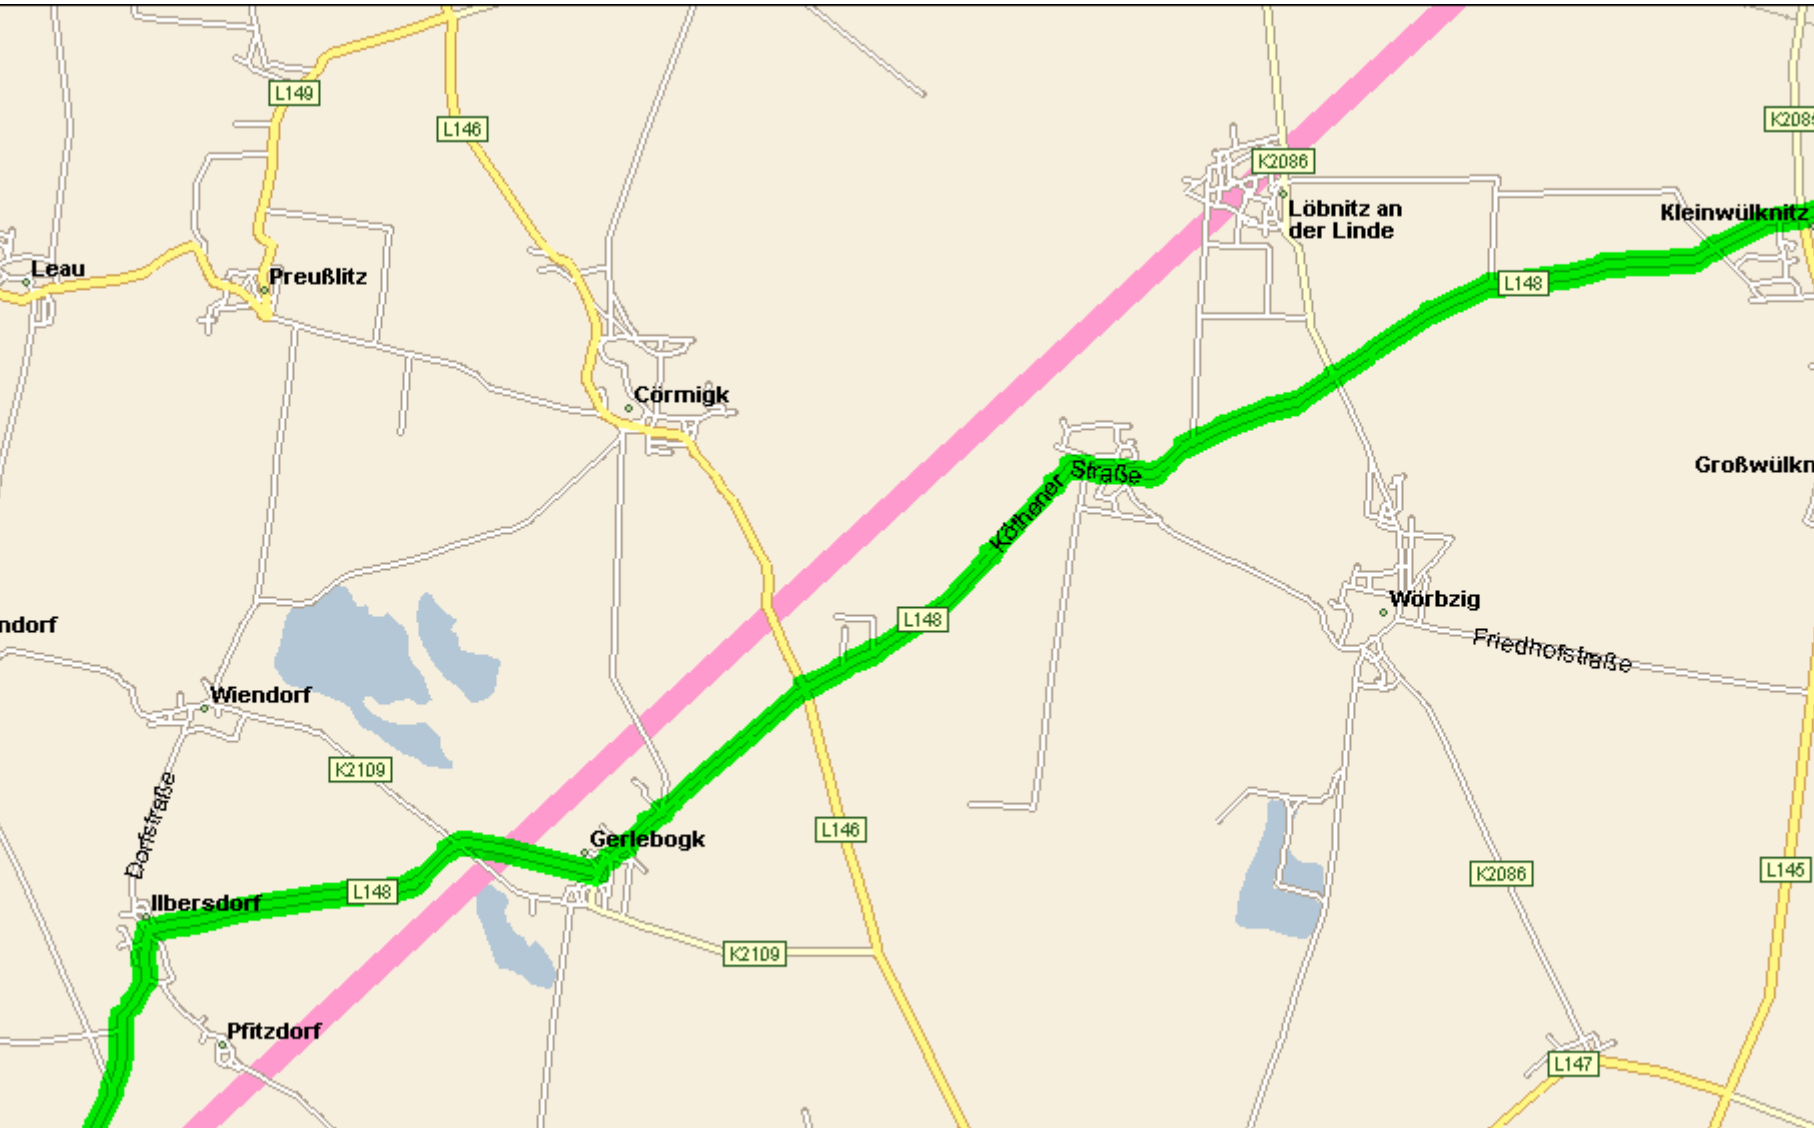 L149
L146
K2086
Löbnitz an
der Linde
Kleinwülknitz
Leau
Preußlitz
L148
Cörmigk
Köthener Straße
Großwülkn
ndorf
L148
Wörbzig
Friedhofstraße
Wiendorf
K2109
Dorfstraße
Gerlebogk
L146
K2086
L145
L148
Ilbersdorf
K2109
Pfitzdorf
L147